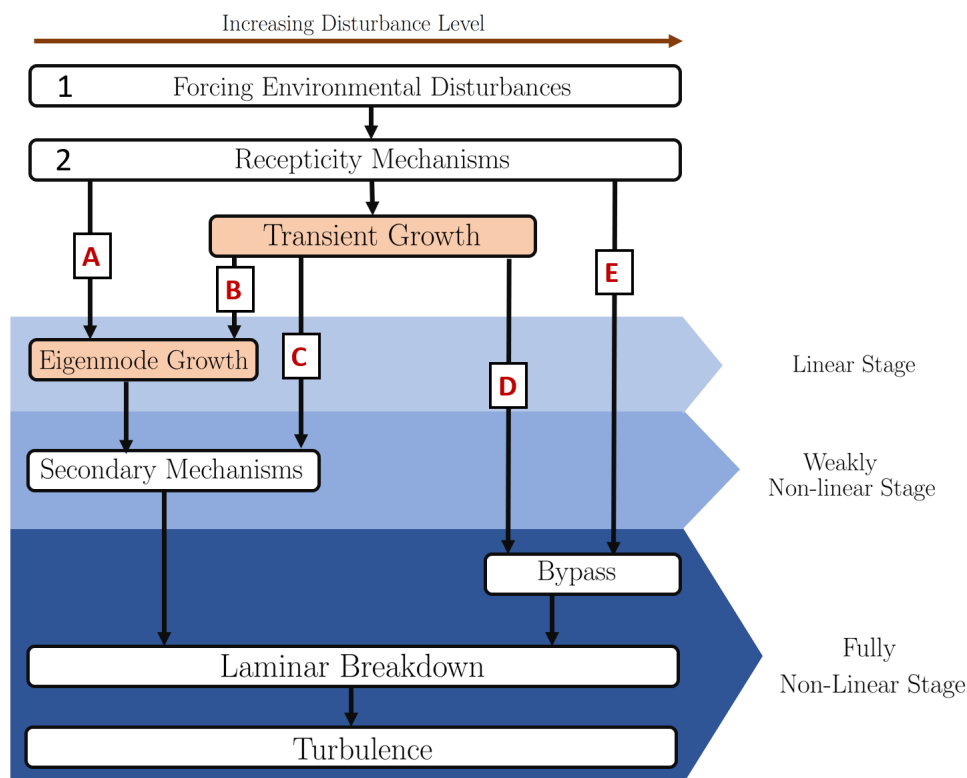 Increasing Disturbance Level
1 Forcing Environmental Disturbances
2 Recepticity Mechanisms
Transient Growth
A
B
E
Eigenmode Growth
C
D
Linear Stage
Secondary Mechanisms
Weakly
Non-linear Stage
Bypass
Laminar Breakdown
Fully
Non-Linear Stage
Turbulence